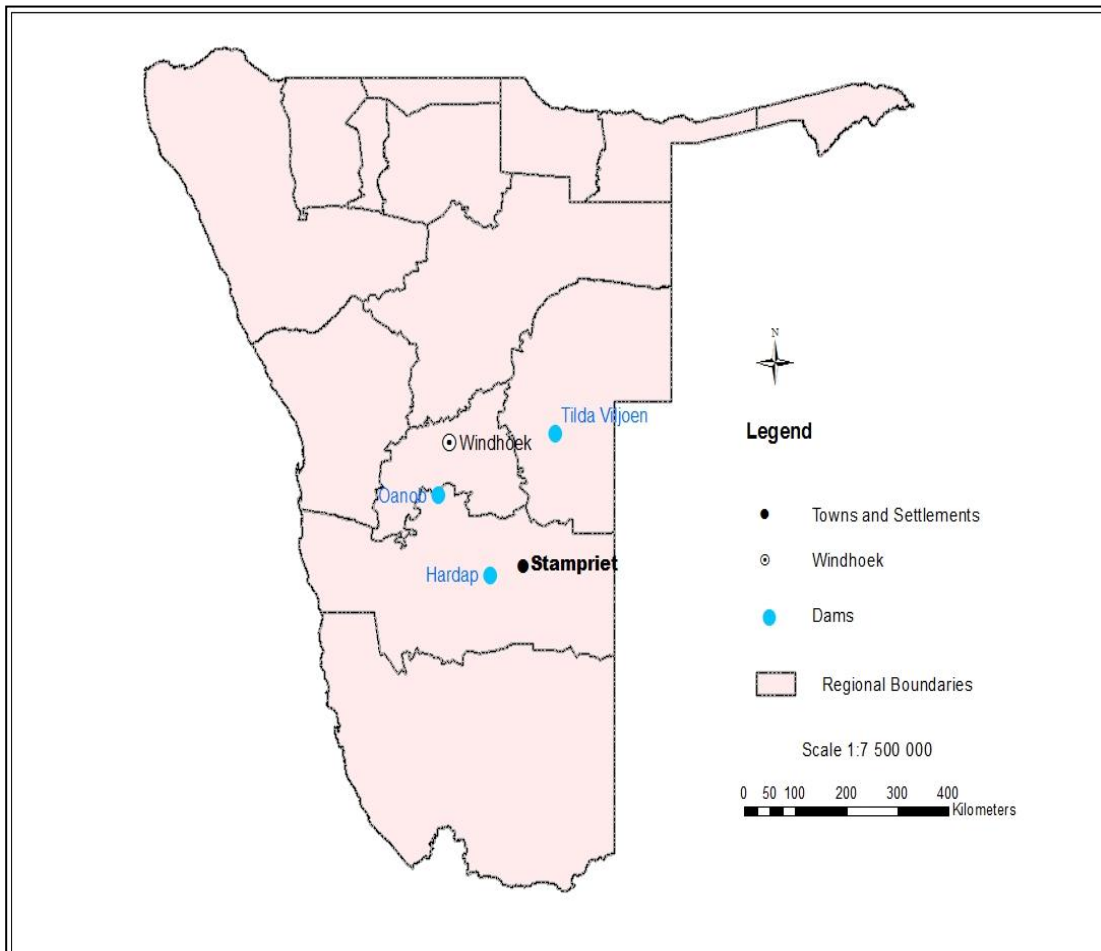 N
Tilda Viljoen
Windhoek
Oanob
Hardap
Stampriet
Legend
Towns and Settlements
Windhoek
Dams
Regional Boundaries
Scale 1:7 500 000
0 50 100 200 300 400
Kilometers